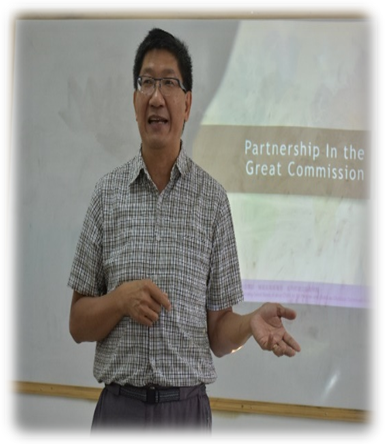 Partnership In the
Great Commission